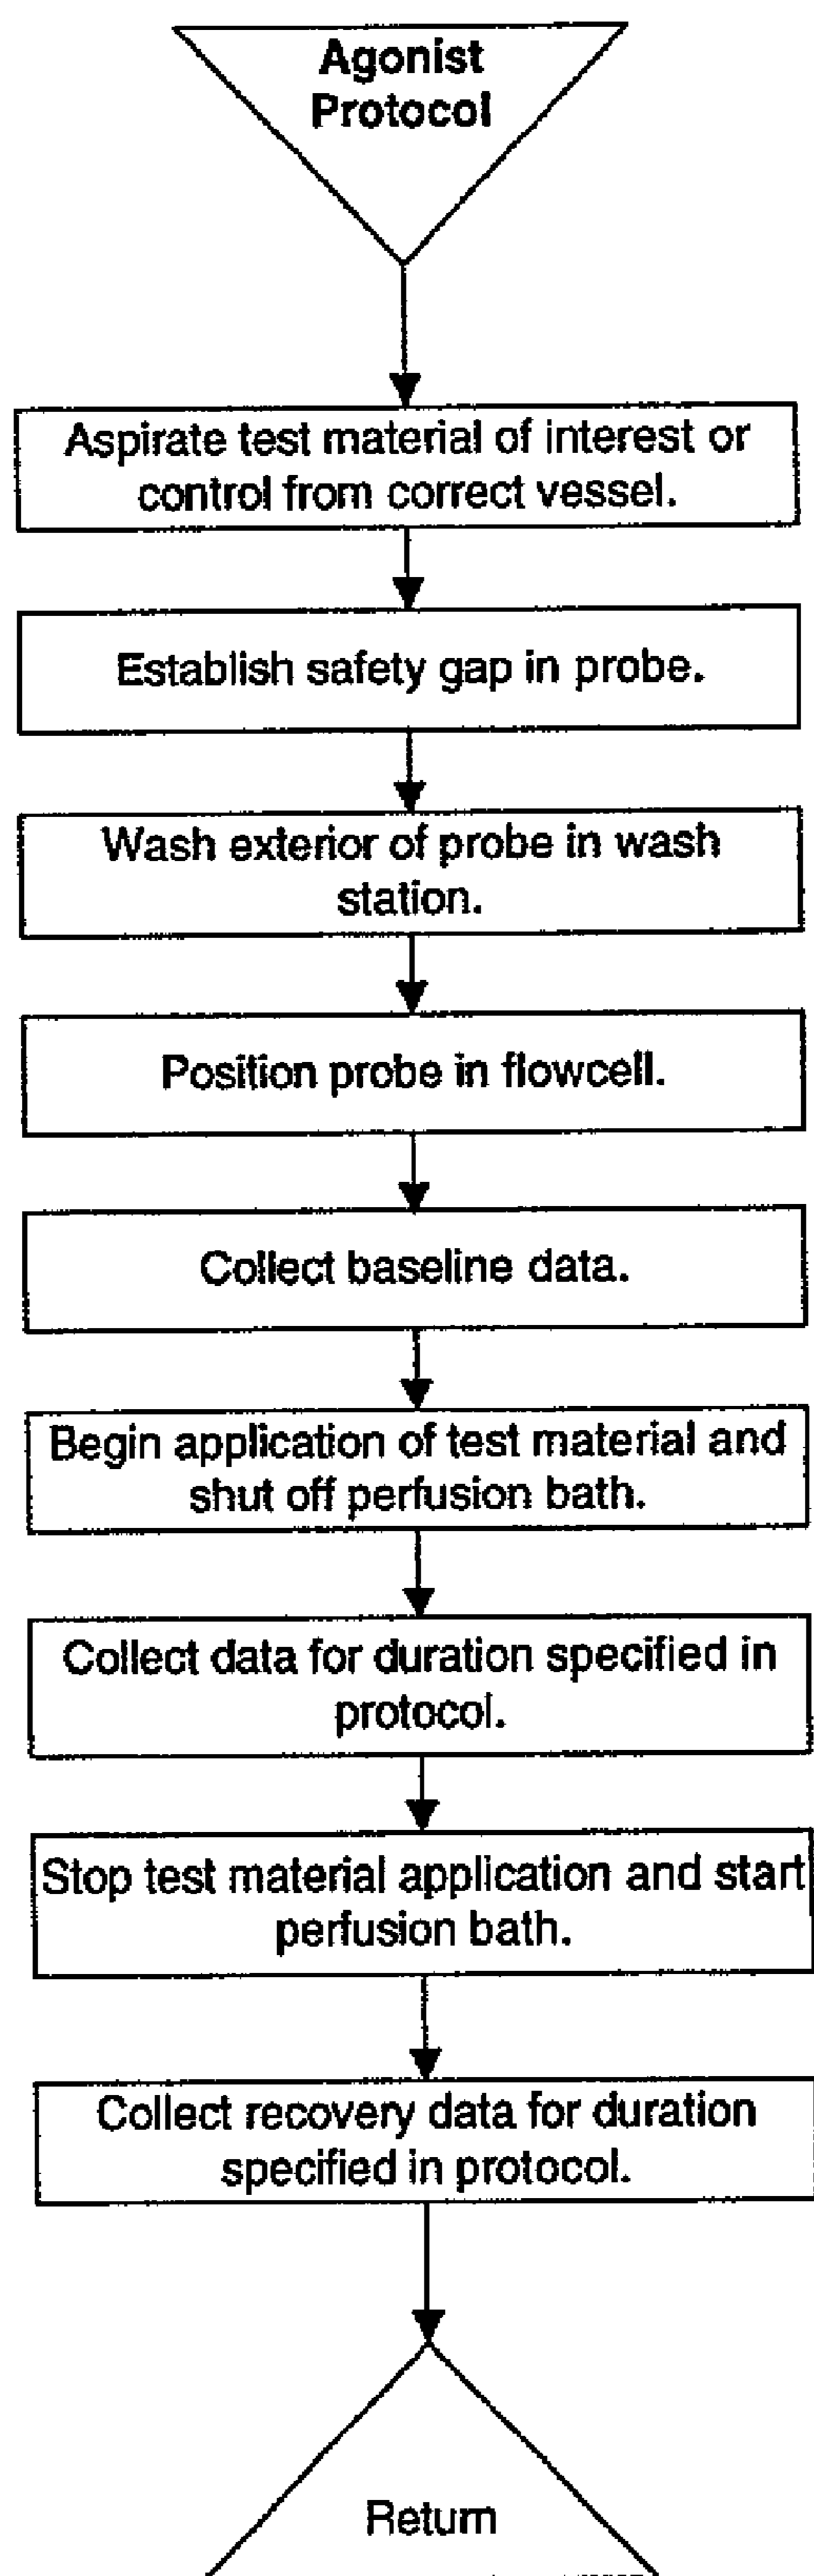 Agonist
Protocol
Aspirate test material of interest or
control from correct vessel.
Establish safety gap in probe.
Wash exterior of probe in wash
station.
Position probe in flowcell.
Collect baseline data.
Begin application of test material and
shut off perfusion bath.
Collect data for duration specified in
protocol.
Stop test material application and start
perfusion bath.
Collect recovery data for duration
specified in protocol.
Return